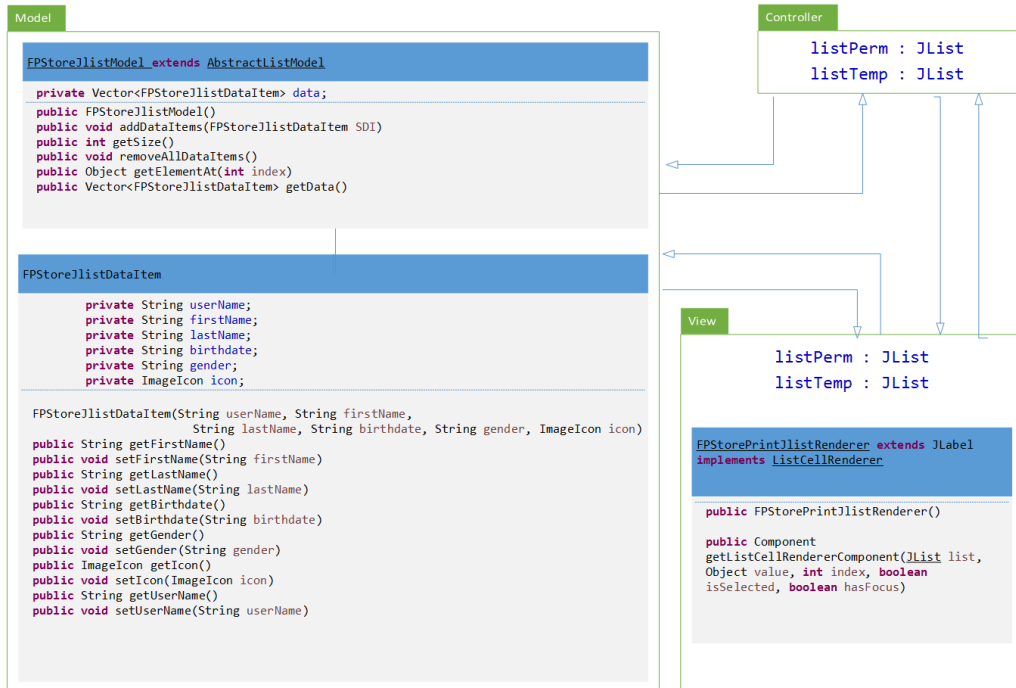 Model
FPStoreJlistModel extends AbstractListModel
private Vector<FPStoreJlistDataItem> data;
public FPStoreJlistModel()
public void addDataItems(FPStoreJlistDataItem SDI)
public int getSize()
public void removeAllDataItems()
public Object getElementAt(int index)
public Vector<FPStoreJlistDataItem> getData()
FPStoreJlistDataItem
private String userName;
private String firstName;
private String lastName;
private String birthdate;
private String gender;
private ImageIcon icon;
FPStoreJlistDataItem(String userName, String firstName,
String lastName, String birthdate, String gender, ImageIcon icon)
public String getFirstName()
public void setFirstName(String firstName)
public String getLastName()
public void setLastName(String lastName)
public String getBirthdate()
public void setBirthdate(String birthdate)
public String getGender()
public void setGender(String gender)
public ImageIcon getIcon()
public void setIcon(ImageIcon icon)
public String getUserName()
public void setUserName(String userName)
Controller
listPerm : JList
listTemp : JList
View
listPerm : JList
listTemp : JList
FPStorePrintJlistRenderer extends JLabel
implements ListCellRenderer
public FPStorePrintJlistRenderer()
public Component
getListCellRendererComponent(JList list,
Object value, int index, boolean
isSelected, boolean hasFocus)